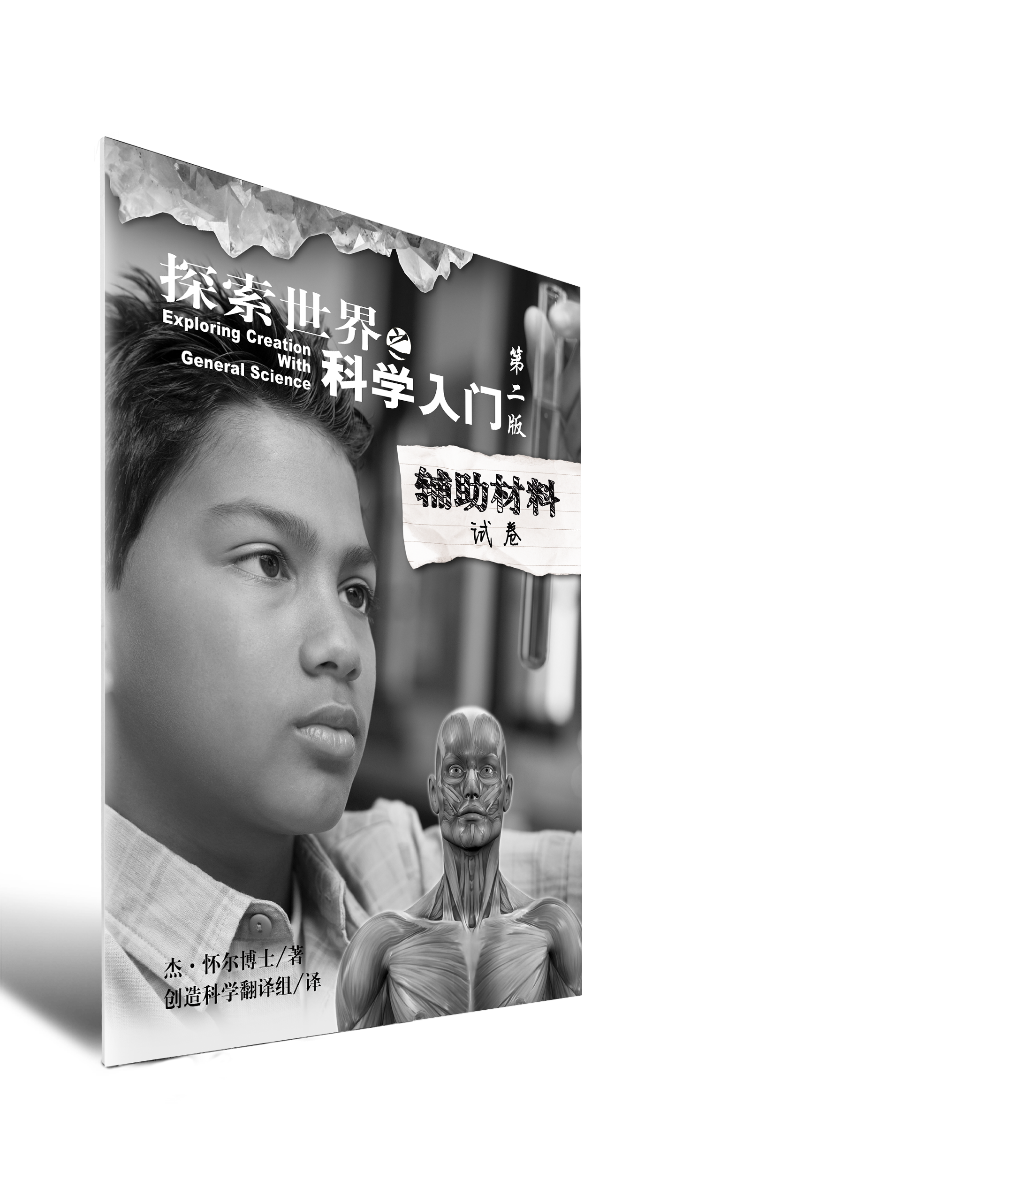 探索世界之
Exploring Creation
With
General Science
科学入门
第二版
辅助材料
试卷
杰·怀尔博士/著
创造科学翻译组/译